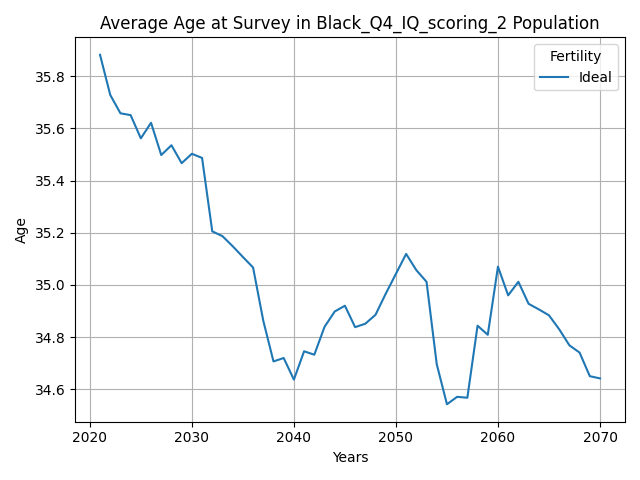 Average Age at Survey in Black_Q4_IQ_scoring_2 Population
Fertility
Ideal
35.8
35.6
35.4
35.2
35.0
34.8
34.6
Age
2020
2030
2040
2050
2060
2070
Years